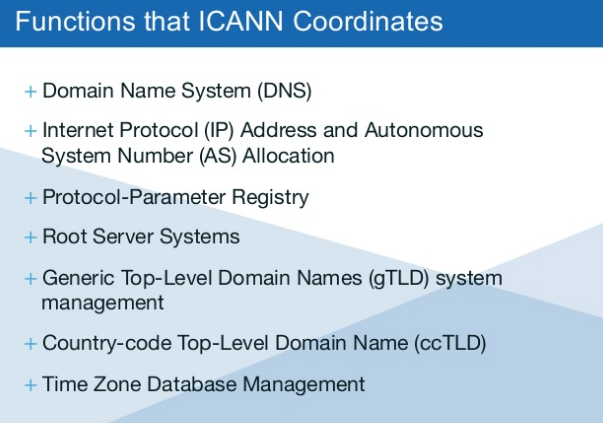 Functions that ICANN Coordinates
+ Domain Name System (DNS)
+ Internet Protocol (IP) Address and Autonomous
System Number (AS) Allocation
+ Protocol-Parameter Registry
+ Root Server Systems
+ Generic Top-Level Domain Names (gTLD) system
management
+ Country-code Top-Level Domain Name (ccTLD)
+ Time Zone Database Management